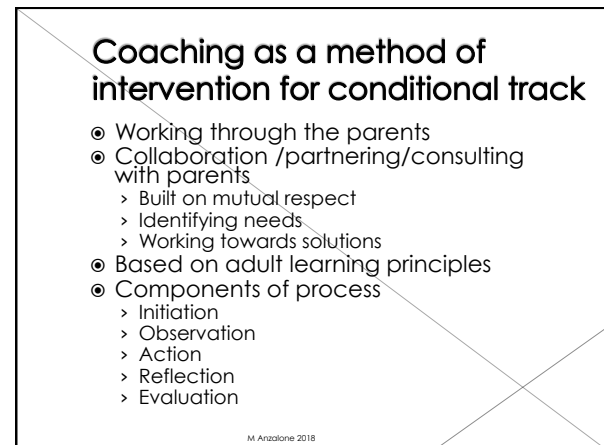 Coaching as a method of
intervention for conditional track
⦿ Working through the parents
⦿ Collaboration /partnering/consulting
with parents
› Built on mutual respect
› Identifying needs
› Working towards solutions
⦿ Based on adult learning principles
⦿ Components of process
› Initiation
› Observation
› Action
› Reflection
› Evaluation
M Anzalone 2018